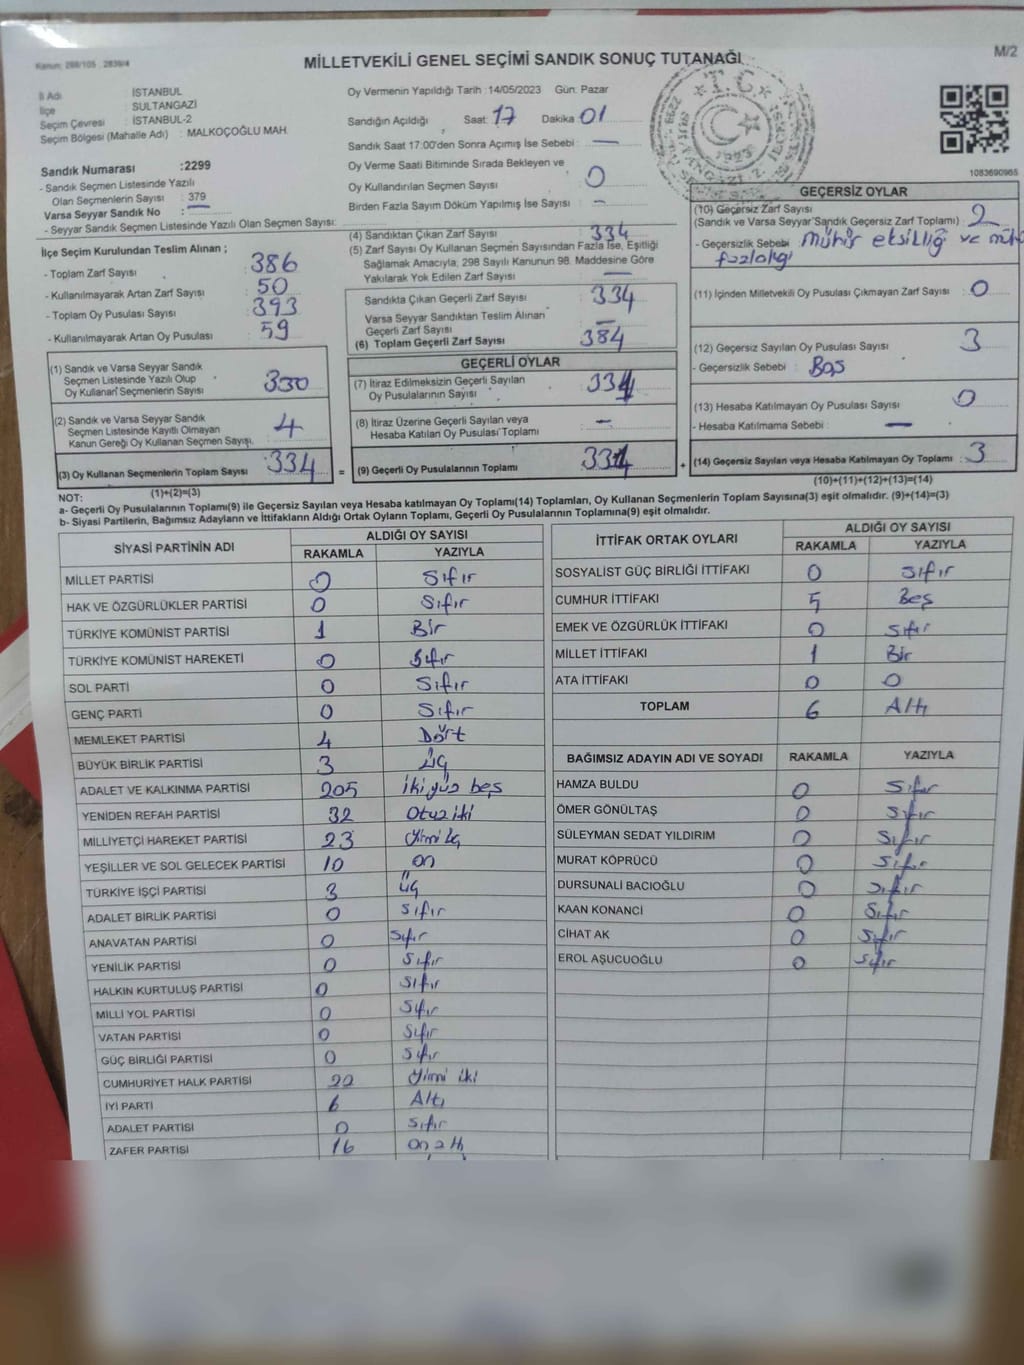 Kanun: 298/105 : 2839/4
MİLLETVEKİLİ GENEL SEÇİMİ SANDIK SONUÇ TUTANAĞI
M/2
İl Adı : İSTANBUL
İlçe : SULTANGAZİ
Seçim Çevresi : İSTANBUL-2
Seçim Bölgesi (Mahalle Adı) : MALKOÇOĞLU MAH.
Oy Vermenin Yapıldığı Tarih : 14/05/2023 Gün: Pazar
Sandığın Açıldığı Saat: 17 Dakika 01
Sandık Saat 17:00'den Sonra Açılmış İse Sebebi : —
Oy Verme Saati Bitiminde Sırada Bekleyen ve
Oy Kullandırılan Seçmen Sayısı 0
Birden Fazla Sayım Döküm Yapılmış İse Sayısı : -
1083690965
Sandık Numarası :2299
- Sandık Seçmen Listesinde Yazılı
Olan Seçmenlerin Sayısı : 379
Varsa Seyyar Sandık No :
- Seyyar Sandık Seçmen Listesinde Yazılı Olan Seçmen Sayısı:
İlçe Seçim Kurulundan Teslim Alınan ;
- Toplam Zarf Sayısı 386
- Kullanılmayarak Artan Zarf Sayısı 50
- Toplam Oy Pusulası Sayısı 393
- Kullanılmayarak Artan Oy Pusulası 59
(1) Sandık ve Varsa Seyyar Sandık
Seçmen Listesinde Yazılı Olup
Oy Kullanan Seçmenlerin Sayısı 330
(2) Sandık ve Varsa Seyyar Sandık
Seçmen Listesinde Kayıtlı Olmayan
Kanun Gereği Oy Kullanan Seçmen Sayısı. 4
(3) Oy Kullanan Seçmenlerin Toplam Sayısı 334 =
(1)+(2)=(3)
(4) Sandıktan Çıkan Zarf Sayısı 334
(5) Zarf Sayısı Oy Kullanan Seçmen Sayısından Fazla İse, Eşitliği
Sağlamak Amacıyla, 298 Sayılı Kanunun 98. Maddesine Göre
Yakılarak Yok Edilen Zarf Sayısı : —
Sandıkta Çıkan Geçerli Zarf Sayısı 334
Varsa Seyyar Sandıktan Teslim Alınan
Geçerli Zarf Sayısı —
(6) Toplam Geçerli Zarf Sayısı 384
GEÇERLİ OYLAR
(7) İtiraz Edilmeksizin Geçerli Sayılan
Oy Pusulalarının Sayısı
(8) İtiraz Üzerine Geçerli Sayılan veya
Hesaba Katılan Oy Pusulası Toplamı —
(9) Geçerli Oy Pusulalarının Toplamı +
GEÇERSİZ OYLAR
(10) Geçersiz Zarf Sayısı
(Sandık ve Varsa Seyyar Sandık Geçersiz Zarf Toplamı) 2
- Geçersizlik Sebebi Mühür eksilliği ve
fazlalığı
(11) İçinden Milletvekili Oy Pusulası Çıkmayan Zarf Sayısı : 0
(12) Geçersiz Sayılan Oy Pusulası Sayısı 3
- Geçersizlik Sebebi : Boş
(13) Hesaba Katılmayan Oy Pusulası Sayısı 0
- Hesaba Katılmama Sebebi : —
(14) Geçersiz Sayılan veya Hesaba Katılmayan Oy Toplamı : 3
(10)+(11)+(12)+(13)=(14)
NOT:
a- Geçerli Oy Pusulalarının Toplamı(9) ile Geçersiz Sayılan veya Hesaba katılmayan Oy Toplamı(14) Toplamları, Oy Kullanan Seçmenlerin Toplam Sayısına(3) eşit olmalıdır. (9)+(14)=(3)
b- Siyasi Partilerin, Bağımsız Adayların ve İttifakların Aldığı Ortak Oyların Toplamı, Geçerli Oy Pusulalarının Toplamına(9) eşit olmalıdır.
SİYASİ PARTİNİN ADI ALDIĞI OY SAYISI
RAKAMLA YAZIYLA
MİLLET PARTİSİ 0 Sıfır
HAK VE ÖZGÜRLÜKLER PARTİSİ 0 Sıfır
TÜRKİYE KOMÜNİST PARTİSİ 1 Bir
TÜRKİYE KOMÜNİST HAREKETİ 0 Sıfır
SOL PARTİ 0 Sıfır
GENÇ PARTİ 0 Sıfır
MEMLEKET PARTİSİ 4 Dört
BÜYÜK BİRLİK PARTİSİ 3 Üç
ADALET VE KALKINMA PARTİSİ 205 iki yüz beş
YENİDEN REFAH PARTİSİ 32 Otuz iki
MİLLİYETÇİ HAREKET PARTİSİ 23 Yirmi üç
YEŞİLLER VE SOL GELECEK PARTİSİ 10 On
TÜRKİYE İŞÇİ PARTİSİ 3 Üç
ADALET BİRLİK PARTİSİ 0 Sıfır
ANAVATAN PARTİSİ 0 Sıfır
YENİLİK PARTİSİ 0 Sıfır
HALKIN KURTULUŞ PARTİSİ 0 Sıfır
MİLLİ YOL PARTİSİ 0 Sıfır
VATAN PARTİSİ 0 Sıfır
GÜÇ BİRLİĞİ PARTİSİ 0 Sıfır
CUMHURİYET HALK PARTİSİ 22 Yirmi iki
İYİ PARTİ 6 Altı
ADALET PARTİSİ 0 Sıfır
ZAFER PARTİSİ 16 On altı
İTTİFAK ORTAK OYLARI ALDIĞI OY SAYISI
RAKAMLA YAZIYLA
SOSYALİST GÜÇ BİRLİĞİ İTTİFAKI 0 Sıfır
CUMHUR İTTİFAKI 5 Beş
EMEK VE ÖZGÜRLÜK İTTİFAKI 0 Sıfır
MİLLET İTTİFAKI 1 Bir
ATA İTTİFAKI 0 0
TOPLAM 6 Altı
BAĞIMSIZ ADAYIN ADI VE SOYADI RAKAMLA YAZIYLA
HAMZA BULDU 0 Sıfır
ÖMER GÖNÜLTAŞ 0 Sıfır
SÜLEYMAN SEDAT YILDIRIM 0 Sıfır
MURAT KÖPRÜCÜ 0 Sıfır
DURSUNALİ BACIOĞLU 0 Sıfır
KAAN KONANCİ 0 Sıfır
CİHAT AK 0 Sıfır
EROL AŞUCUOĞLU 0 Sıfır